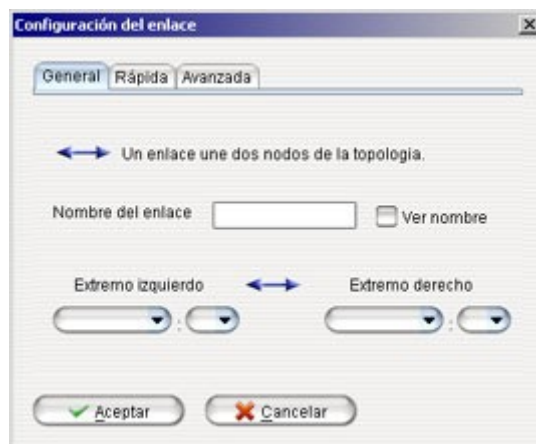 Configuración del enlace
General Rápida Avanzada
Un enlace une dos nodos de la topologia.
Nombre del enlace Ver nombre
Extremo izquierdo Extremo derecho
: :
Aceptar Cancelar